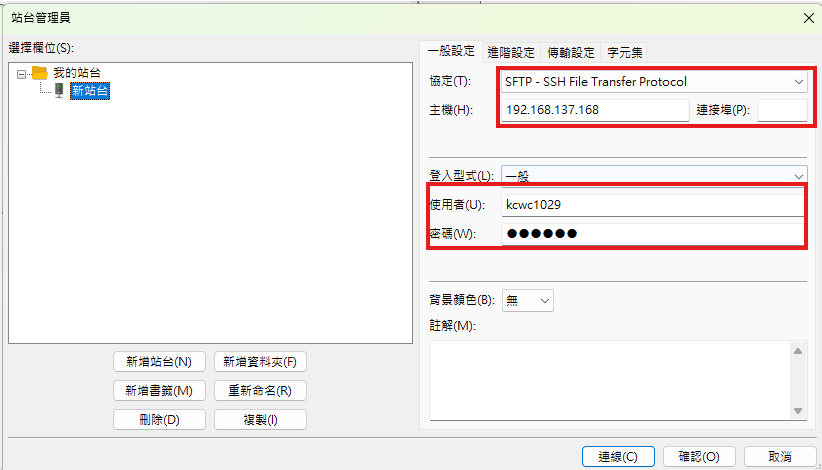 站台管理員
選擇欄位(S):
我的站台
新站台
新增站台(N) 新增資料夾(F)
新增書籤(M) 重新命名(R)
刪除(D) 複製(I)
一般設定 進階設定 傳輸設定 字元集
協定(T): SFTP - SSH File Transfer Protocol
主機(H): 192.168.137.168 連接埠(P):
登入型式(L): 一般
使用者(U): kcwc1029
密碼(W): ●●●●●●
背景顏色(B): 無
註解(M):
連線(C) 確認(O) 取消